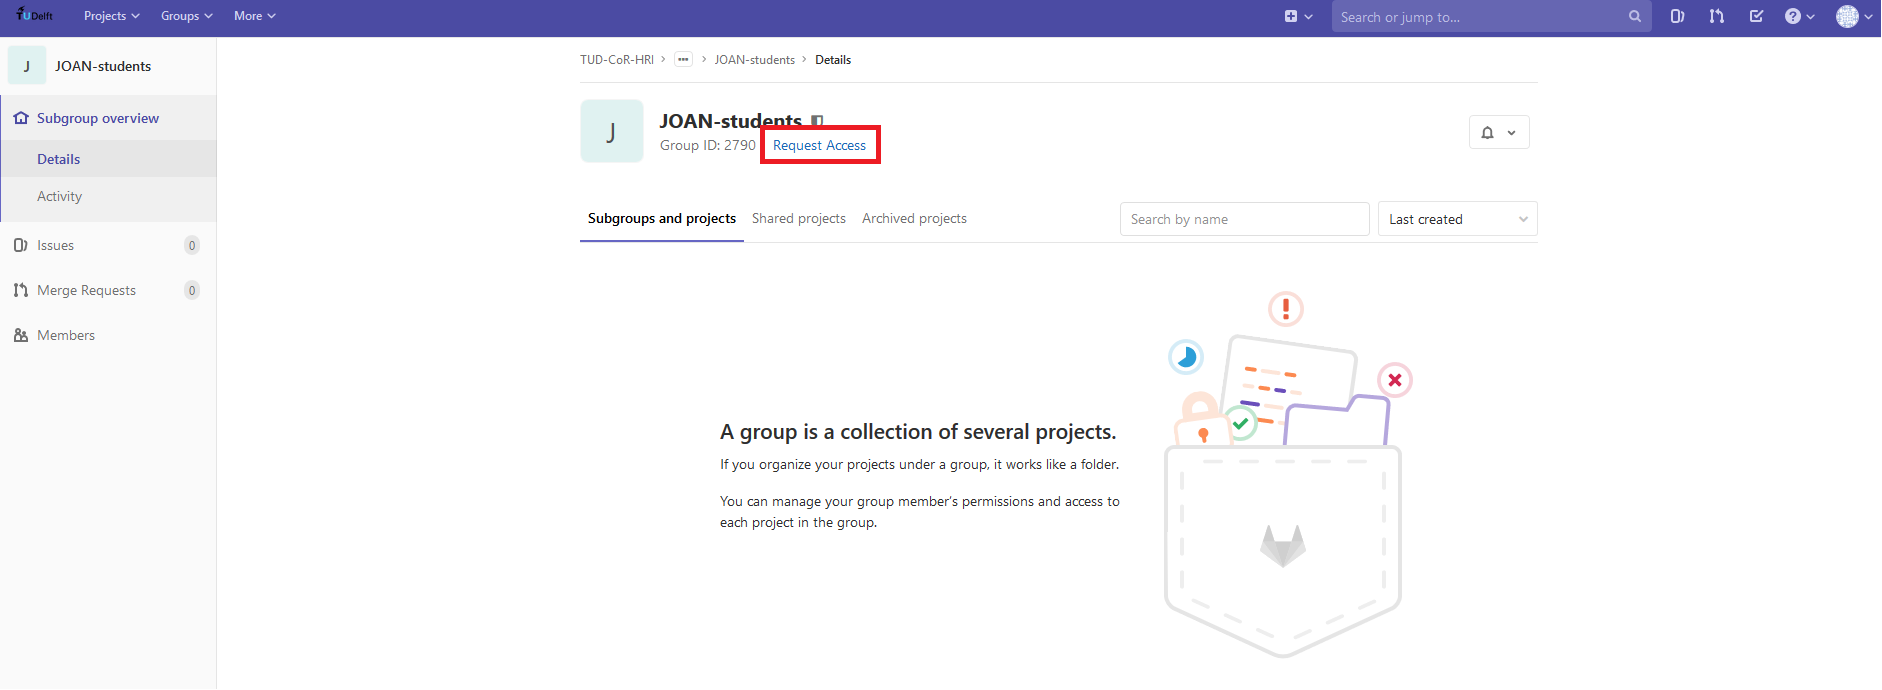 TUDelft Projects Groups More Search or jump to...
J JOAN-students
Subgroup overview
Details
Activity
Issues 0
Merge Requests 0
Members
TUD-CoR-HRI > ••• > JOAN-students > Details
J
JOAN-students
Group ID: 2790 Request Access
Subgroups and projects Shared projects Archived projects Search by name Last created
A group is a collection of several projects.
If you organize your projects under a group, it works like a folder.
You can manage your group member's permissions and access to
each project in the group.